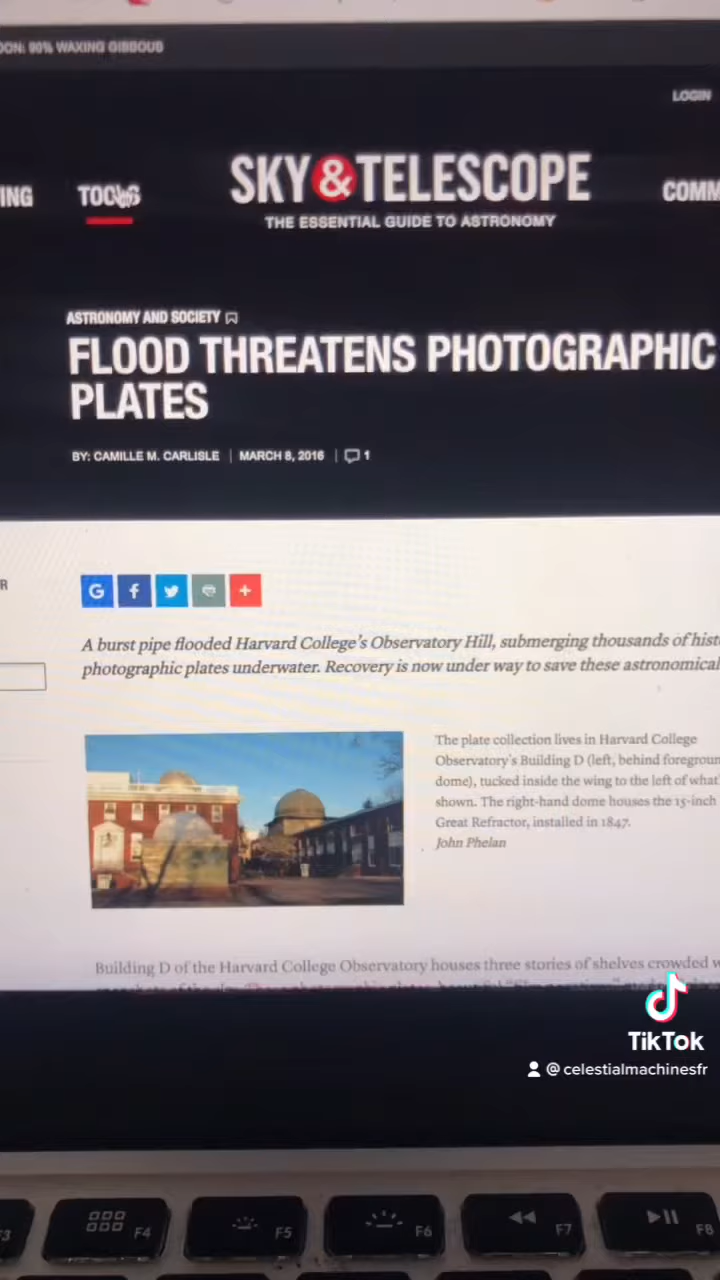 OON: 90% WAXING GIBBOUS
LOGIN
ING
TOOLS
SKY&TELESCOPE
COMM
THE ESSENTIAL GUIDE TO ASTRONOMY
ASTRONOMY AND SOCIETY
FLOOD THREATENS PHOTOGRAPHIC
PLATES
BY: CAMILLE M. CARLISLE | MARCH 8, 2016 | 1
R
G f +
A burst pipe flooded Harvard College's Observatory Hill, submerging thousands of hist
photographic plates underwater. Recovery is now under way to save these astronomical
The plate collection lives in Harvard College
Observatory's Building D (left, behind foregroun
dome), tucked inside the wing to the left of what'
shown. The right-hand dome houses the 15-inch
Great Refractor, installed in 1847.
John Phelan
Building D of the Harvard College Observatory houses three stories of shelves crowded w
TikTok
@celestialmachinesfr
F3 F4 F5 F6 F7 F8